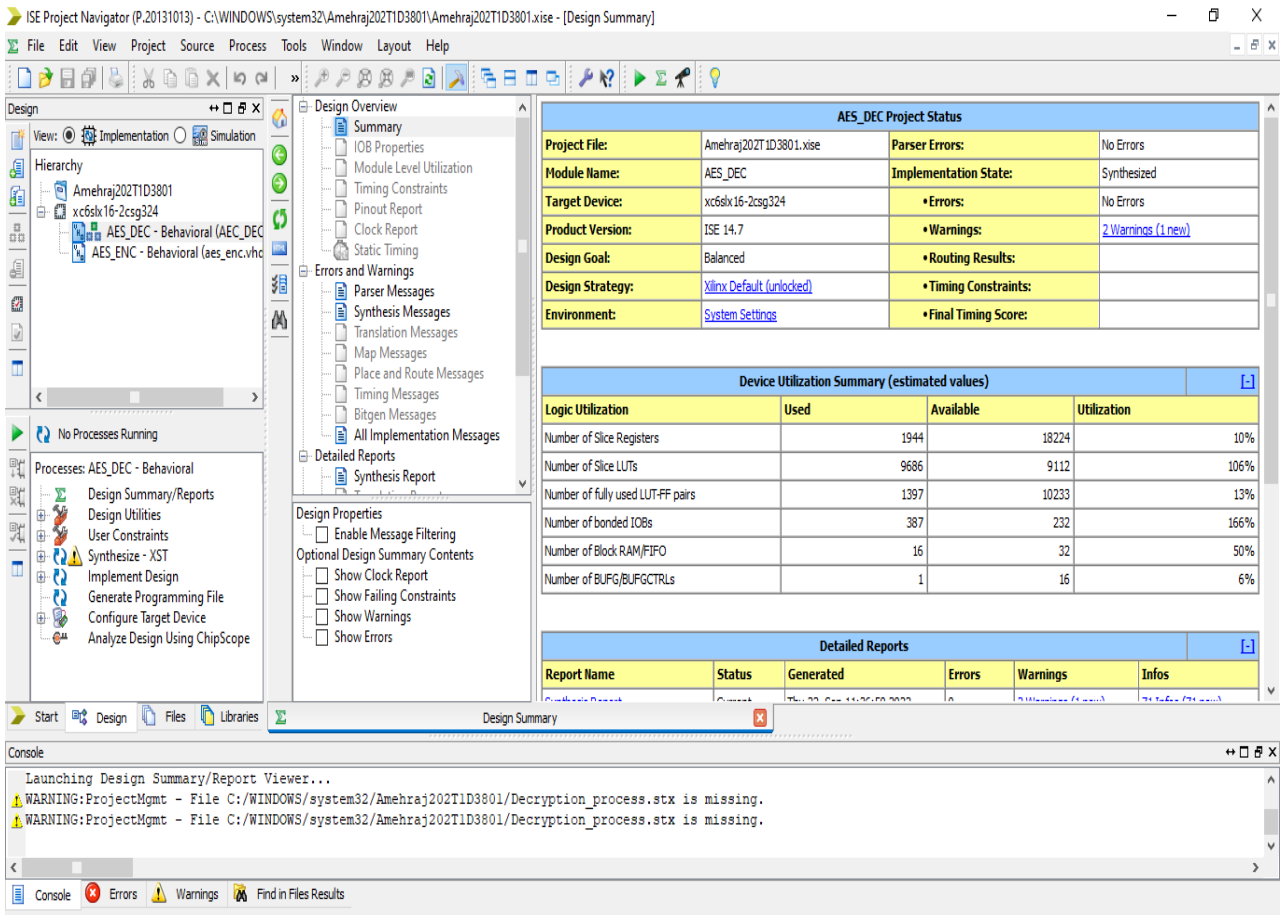 ISE Project Navigator (P.20131013) - C:\WINDOWS\system32\Amehraj202T1D3801\Amehraj202T1D3801.xise - [Design Summary]
File Edit View Project Source Process Tools Window Layout Help
Design
View: Implementation Simulation
Hierarchy
Amehraj202T1D3801
xc6slx16-2csg324
AES_DEC - Behavioral (AEC_DEC
AES_ENC - Behavioral (aes_enc.vhd
No Processes Running
Processes: AES_DEC - Behavioral
Design Summary/Reports
Design Utilities
User Constraints
Synthesize - XST
Implement Design
Generate Programming File
Configure Target Device
Analyze Design Using ChipScope
Start Design Files Libraries
Design Overview
Summary
IOB Properties
Module Level Utilization
Timing Constraints
Pinout Report
Clock Report
Static Timing
Errors and Warnings
Parser Messages
Synthesis Messages
Translation Messages
Map Messages
Place and Route Messages
Timing Messages
Bitgen Messages
All Implementation Messages
Detailed Reports
Synthesis Report
Design Properties
Enable Message Filtering
Optional Design Summary Contents
Show Clock Report
Show Failing Constraints
Show Warnings
Show Errors
AES_DEC Project Status
Project File: Amehraj202T1D3801.xise Parser Errors: No Errors
Module Name: AES_DEC Implementation State: Synthesized
Target Device: xc6slx16-2csg324 •Errors: No Errors
Product Version: ISE 14.7 •Warnings: 2 Warnings (1 new)
Design Goal: Balanced •Routing Results:
Design Strategy: Xilinx Default (unlocked) •Timing Constraints:
Environment: System Settings •Final Timing Score:
Device Utilization Summary (estimated values) [-]
Logic Utilization Used Available Utilization
Number of Slice Registers 1944 18224 10%
Number of Slice LUTs 9686 9112 106%
Number of fully used LUT-FF pairs 1397 10233 13%
Number of bonded IOBs 387 232 166%
Number of Block RAM/FIFO 16 32 50%
Number of BUFG/BUFGCTRLs 1 16 6%
Detailed Reports [-]
Report Name Status Generated Errors Warnings Infos
Design Summary
Console
Launching Design Summary/Report Viewer...
WARNING:ProjectMgmt - File C:/WINDOWS/system32/Amehraj202T1D3801/Decryption_process.stx is missing.
WARNING:ProjectMgmt - File C:/WINDOWS/system32/Amehraj202T1D3801/Decryption_process.stx is missing.
Console Errors Warnings Find in Files Results